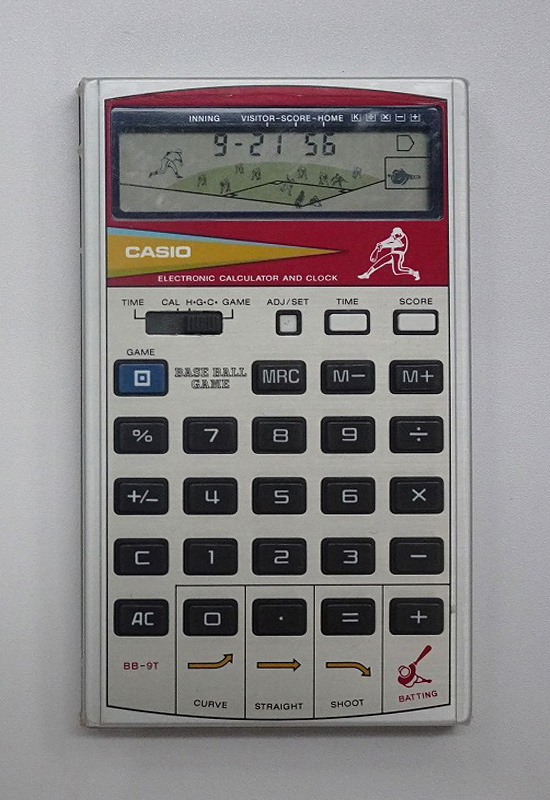 INNING VISITOR-SCORE-HOME K ÷ × − +
9-21 56
CASIO
ELECTRONIC CALCULATOR AND CLOCK
TIME CAL H•G•C• GAME ADJ/SET TIME SCORE
GAME
BASE BALL
GAME
MRC M− M+
% 7 8 9 ÷
+/− 4 5 6 ×
C 1 2 3 −
AC 0 · = +
BB-9T
CURVE STRAIGHT SHOOT BATTING